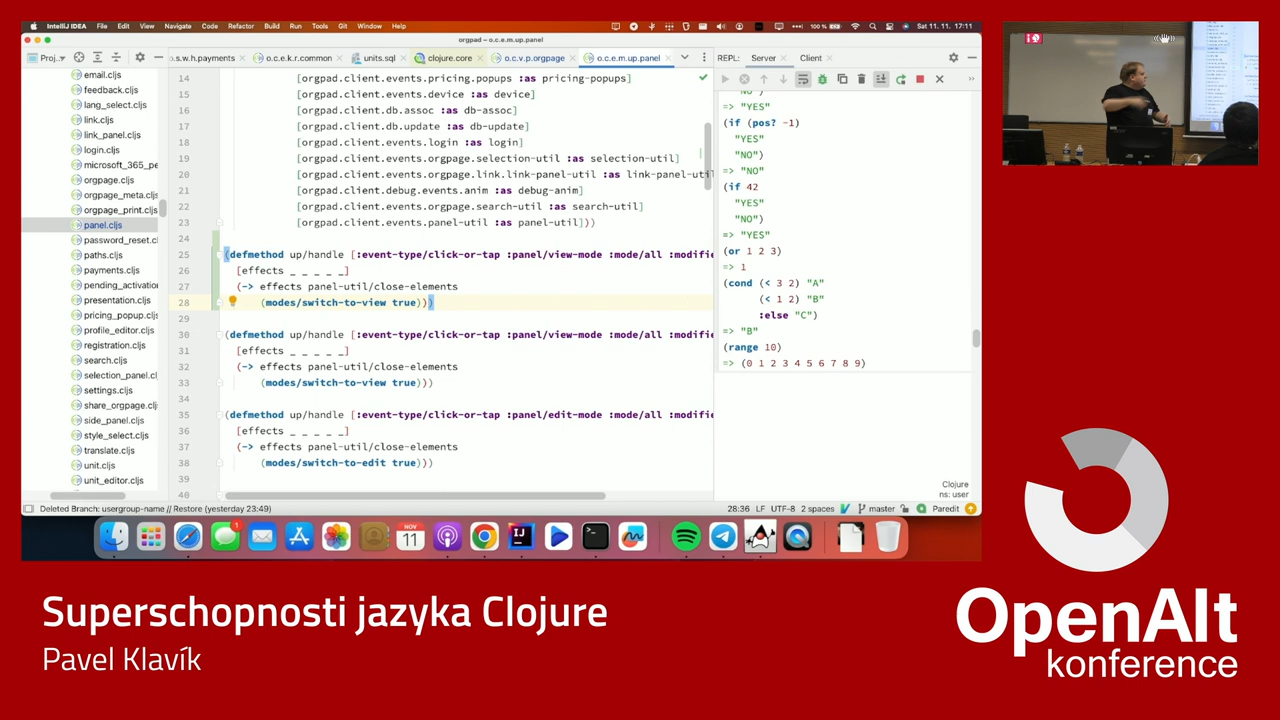 IntelliJ IDEA File Edit View Navigate Code Refactor Build Run Tools Git Window Help 100 % Sat 11. 11. 17:11
orgpad – o.c.e.m.up.panel
Proj... o.s.w.h.payments o.c.e.k.r.common units.sql clojure.core o.r.v.p.orgpage o.c.e.m.up.panel REPL: Server Client
email.cljs
feedback.cljs
lang_select.cljs
link.cljs
link_panel.cljs
login.cljs
microsoft_365_pe
orgpage.cljs
orgpage_meta.cljs
orgpage_print.cljs
panel.cljs
password_reset.c
paths.cljs
payments.cljs
pending_activation
presentation.cljs
pricing_popup.cljs
profile_editor.cljs
registration.cljs
search.cljs
selection_panel.clj
settings.cljs
share_orgpage.clj
side_panel.cljs
style_select.cljs
translate.cljs
unit.cljs
unit_editor.cljs
14 [orgpad.client.events.pricing.popup :as pricing-popups]
15 [orgpad.client.events.device :as device]
16 [orgpad.client.db.assoc :as db-assoc]
17 [orgpad.client.db.update :as db-update]
18 [orgpad.client.events.login :as login]
19 [orgpad.client.events.orgpage.selection-util :as selection-util]
20 [orgpad.client.events.orgpage.link.link-panel-util :as link-panel-util
21 [orgpad.client.debug.events.anim :as debug-anim]
22 [orgpad.client.events.orgpage.search-util :as search-util]
23 [orgpad.client.events.panel-util :as panel-util]))
24
25 (defmethod up/handle [:event-type/click-or-tap :panel/view-mode :mode/all :modifie
26 [effects _ _ _ _ _]
27 (-> effects panel-util/close-elements
28 (modes/switch-to-view true)))
29
30 (defmethod up/handle [:event-type/click-or-tap :panel/view-mode :mode/all :modifie
31 [effects _ _ _ _ _]
32 (-> effects panel-util/close-elements
33 (modes/switch-to-view true)))
34
35 (defmethod up/handle [:event-type/click-or-tap :panel/edit-mode :mode/all :modifie
36 [effects _ _ _ _ _]
37 (-> effects panel-util/close-elements
38 (modes/switch-to-edit true)))
39
40
"NO")
=> "YES"
(if (pos? -1)
"YES"
"NO")
=> "NO"
(if 42
"YES"
"NO")
=> "YES"
(or 1 2 3)
=> 1
(cond (< 3 2) "A"
(< 1 2) "B"
:else "C")
=> "B"
(range 10)
=> (0 1 2 3 4 5 6 7 8 9)
Clojure
ns: user
Deleted Branch: usergroup-name // Restore (yesterday 23:49) 28:36 LF UTF-8 2 spaces master Paredit
1
NOV
11
IJ
Superschopnosti jazyka Clojure
Pavel Klavík
OpenAlt
konference